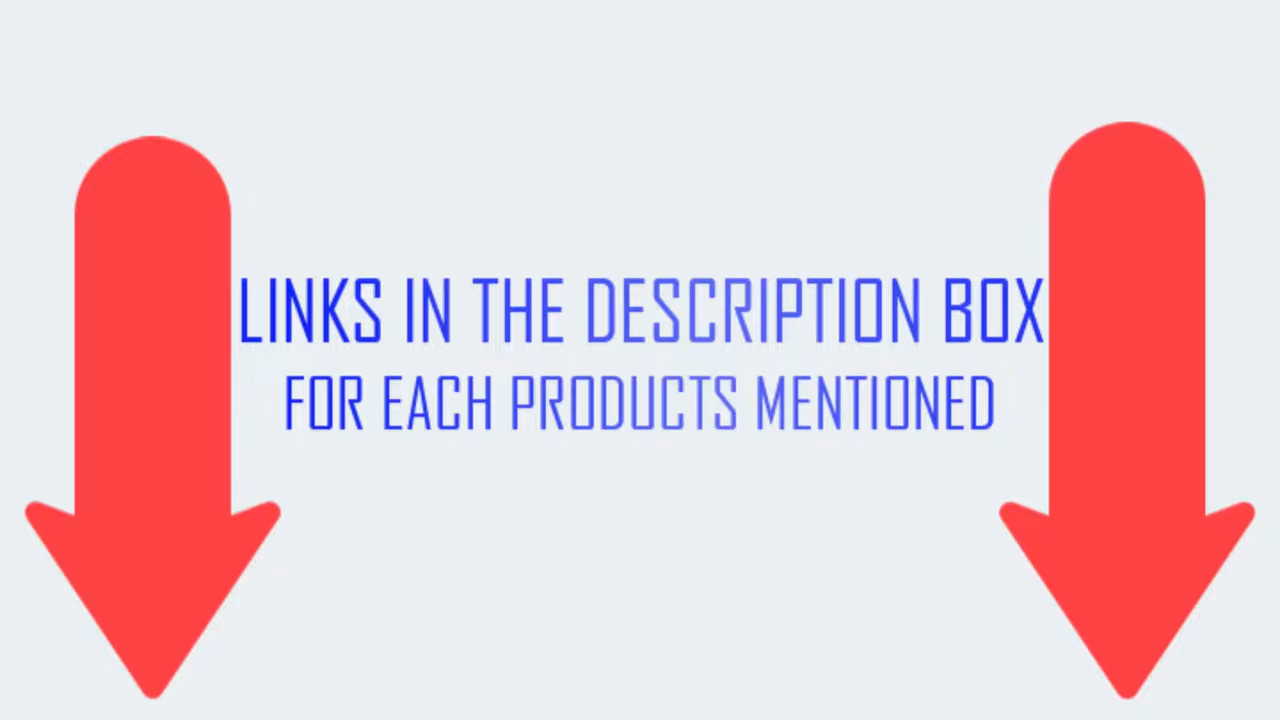 LINKS IN THE DESCRIPTION BOX
FOR EACH PRODUCTS MENTIONED